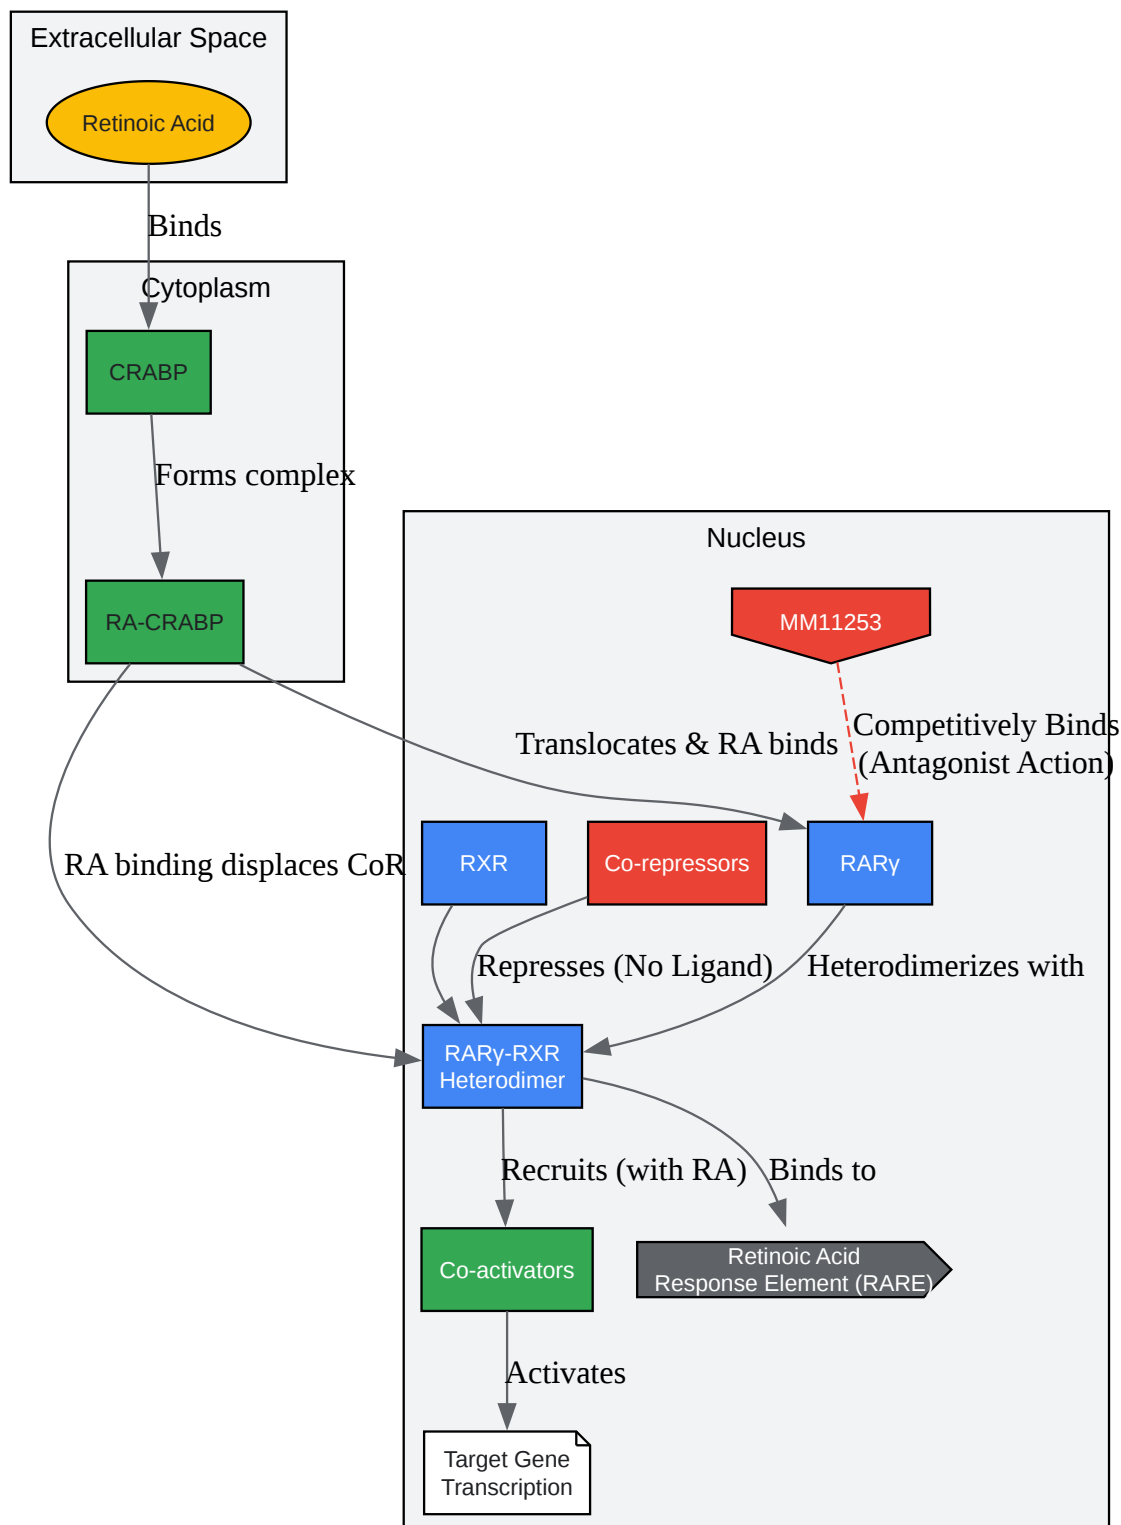 Extracellular Space
Retinoic Acid
Binds
Cytoplasm
CRABP
Forms complex
RA-CRABP
Nucleus
MM11253
Competitively Binds
(Antagonist Action)
Translocates & RA binds
RA binding displaces CoR
RXR
Co-repressors
RARγ
Represses (No Ligand)
Heterodimerizes with
RARγ-RXR
Heterodimer
Recruits (with RA)
Binds to
Co-activators
Retinoic Acid
Response Element (RARE)
Activates
Target Gene
Transcription